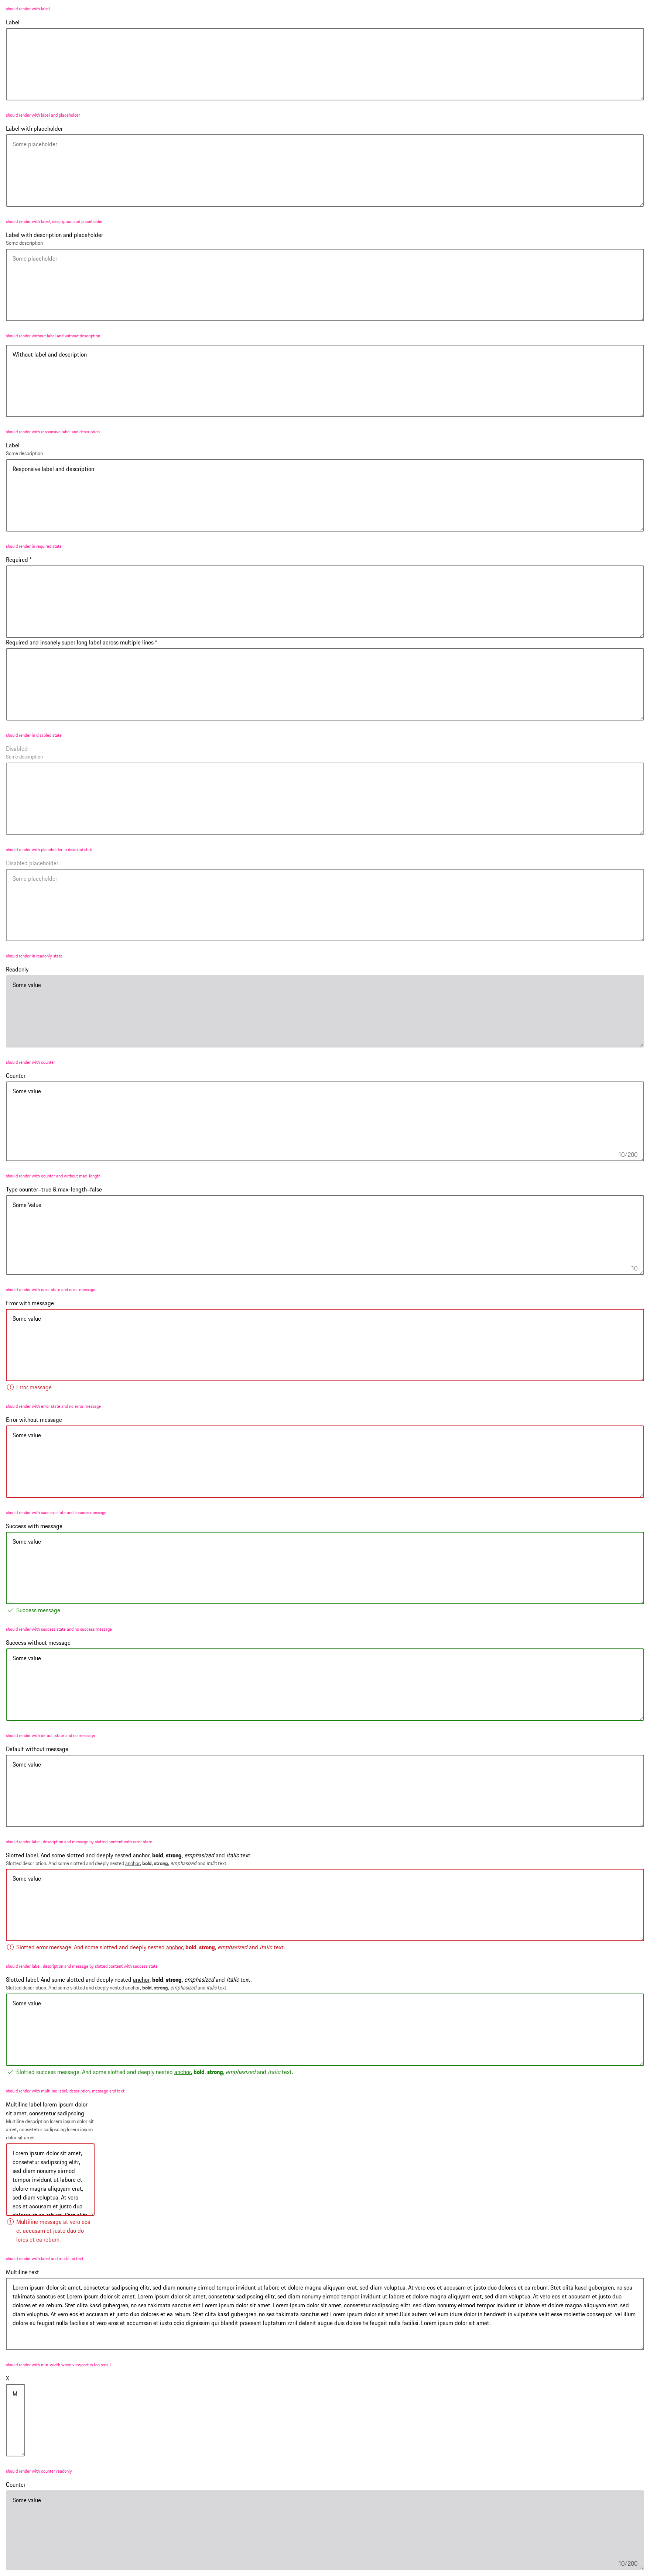 should render with label
Label
should render with label and placeholder
Label with placeholder
Some placeholder
should render with label, description and placeholder
Label with description and placeholder
Some description
Some placeholder
should render without label and without description
Without label and description
should render with responsive label and description
Label
Some description
Responsive label and description
should render in required state
Required *
Required and insanely super long label across multiple lines *
should render in disabled state
Disabled
Some description
should render with placeholder in disabled state
Disabled placeholder
Some placeholder
should render in readonly state
Readonly
Some value
should render with counter
Counter
Some value
10/200
should render with counter and without max-length
Type counter=true & max-length=false
Some Value
10
should render with error state and error message
Error with message
Some value
Error message
should render with error state and no error message
Error without message
Some value
should render with success state and success message
Success with message
Some value
Success message
should render with success state and no success message
Success without message
Some value
should render with default state and no message
Default without message
Some value
should render label, description and message by slotted content with error state
Slotted label. And some slotted and deeply nested anchor, bold, strong, emphasized and italic text.
Slotted description. And some slotted and deeply nested anchor, bold, strong, emphasized and italic text.
Some value
Slotted error message. And some slotted and deeply nested anchor, bold, strong, emphasized and italic text.
should render label, description and message by slotted content with success state
Slotted label. And some slotted and deeply nested anchor, bold, strong, emphasized and italic text.
Slotted description. And some slotted and deeply nested anchor, bold, strong, emphasized and italic text.
Some value
Slotted success message. And some slotted and deeply nested anchor, bold, strong, emphasized and italic text.
should render with multiline label, description, message and text
Multiline label lorem ipsum dolor
sit amet, consetetur sadipscing
Multiline description lorem ipsum dolor sit
amet, consetetur sadipscing lorem ipsum
dolor sit amet
Lorem ipsum dolor sit amet,
consetetur sadipscing elitr,
sed diam nonumy eirmod
tempor invidunt ut labore et
dolore magna aliquyam erat,
sed diam voluptua. At vero
eos et accusam et justo duo
dolores et ea rebum. Stet clita
Multiline message at vero eos
et accusam et justo duo do-
lores et ea rebum.
should render with label and multiline text
Multiline text
Lorem ipsum dolor sit amet, consetetur sadipscing elitr, sed diam nonumy eirmod tempor invidunt ut labore et dolore magna aliquyam erat, sed diam voluptua. At vero eos et accusam et justo duo dolores et ea rebum. Stet clita kasd gubergren, no sea
takimata sanctus est Lorem ipsum dolor sit amet. Lorem ipsum dolor sit amet, consetetur sadipscing elitr, sed diam nonumy eirmod tempor invidunt ut labore et dolore magna aliquyam erat, sed diam voluptua. At vero eos et accusam et justo duo
dolores et ea rebum. Stet clita kasd gubergren, no sea takimata sanctus est Lorem ipsum dolor sit amet. Lorem ipsum dolor sit amet, consetetur sadipscing elitr, sed diam nonumy eirmod tempor invidunt ut labore et dolore magna aliquyam erat, sed
diam voluptua. At vero eos et accusam et justo duo dolores et ea rebum. Stet clita kasd gubergren, no sea takimata sanctus est Lorem ipsum dolor sit amet.Duis autem vel eum iriure dolor in hendrerit in vulputate velit esse molestie consequat, vel illum
dolore eu feugiat nulla facilisis at vero eros et accumsan et iusto odio dignissim qui blandit praesent luptatum zzril delenit augue duis dolore te feugait nulla facilisi. Lorem ipsum dolor sit amet,
should render with min-width when viewport is too small
X
M
should render with counter readonly
Counter
Some value
10/200